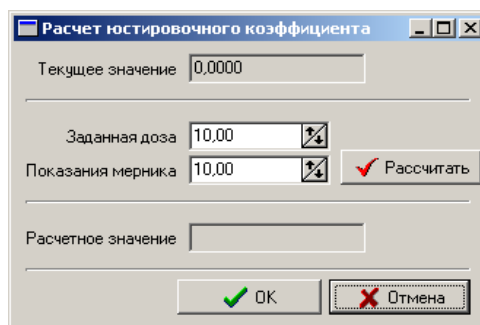 Расчет юстировочного коэффициента
Текущее значение 0,0000
Заданная доза 10,00
Показания мерника 10,00 Рассчитать
Расчетное значение
OK Отмена